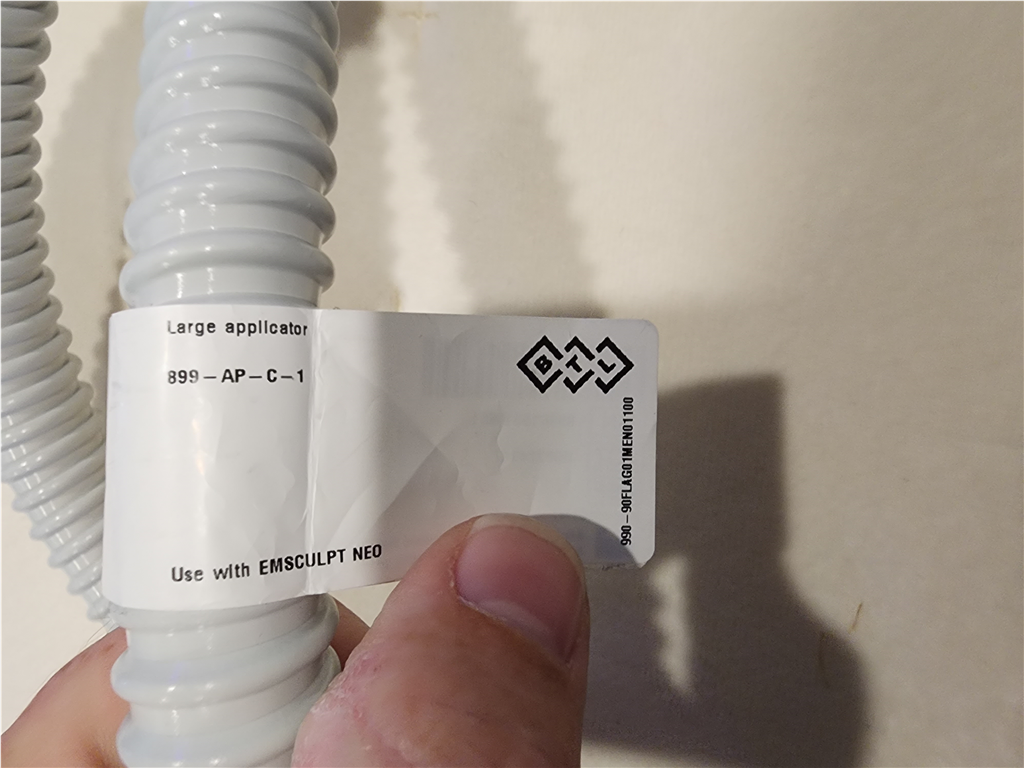 Large applicator
899-AP-C-1
Use with EMSCULPT NEO
BTL
990-90FLAG01MEN01100